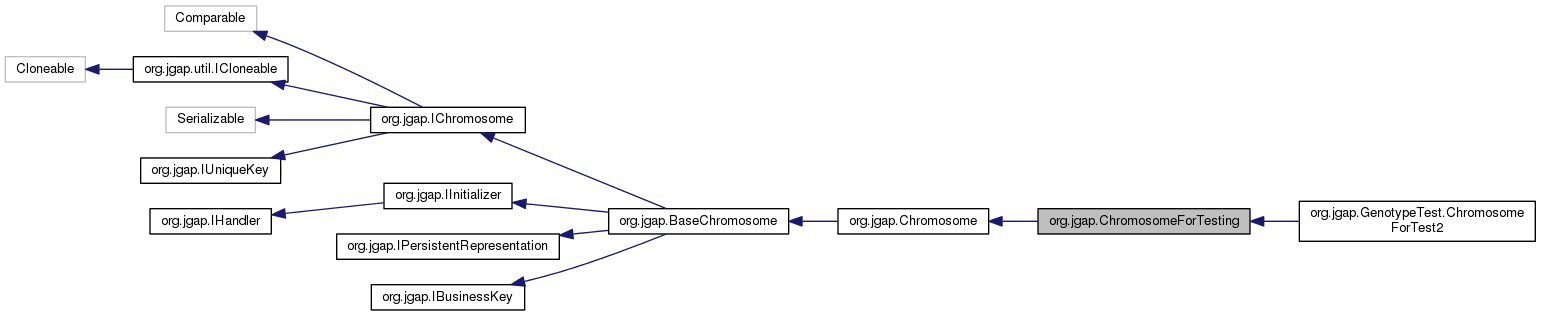 Comparable
Cloneable
org.jgap.util.ICloneable
Serializable
org.jgap.IChromosome
org.jgap.IUniqueKey
org.jgap.IInitializer
org.jgap.IHandler
org.jgap.BaseChromosome
org.jgap.Chromosome
org.jgap.ChromosomeForTesting
org.jgap.GenotypeTest.Chromosome
ForTest2
org.jgap.IPersistentRepresentation
org.jgap.IBusinessKey